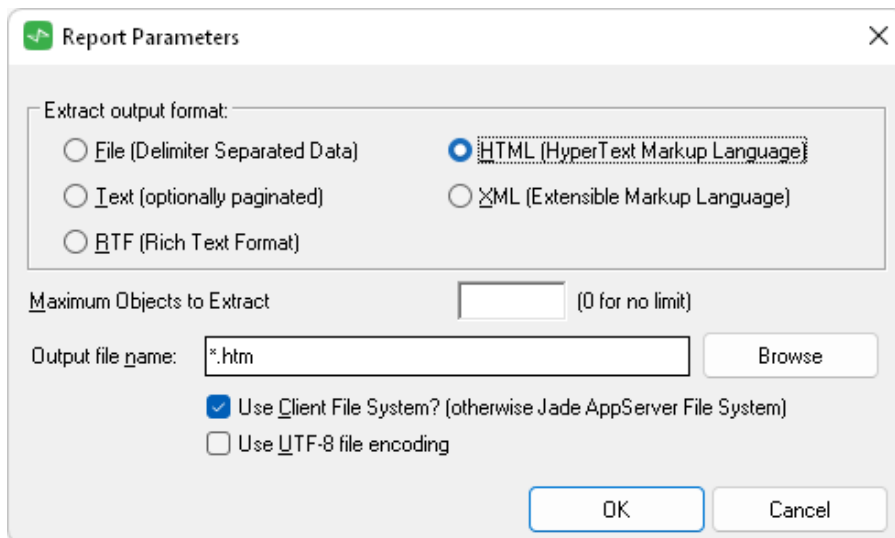 Report Parameters
Extract output format:
File (Delimiter Separated Data)
HTML (HyperText Markup Language)
Text (optionally paginated)
XML (Extensible Markup Language)
RTF (Rich Text Format)
Maximum Objects to Extract
(0 for no limit)
Output file name:
*.htm
Browse
Use Client File System? (otherwise Jade AppServer File System)
Use UTF-8 file encoding
OK
Cancel